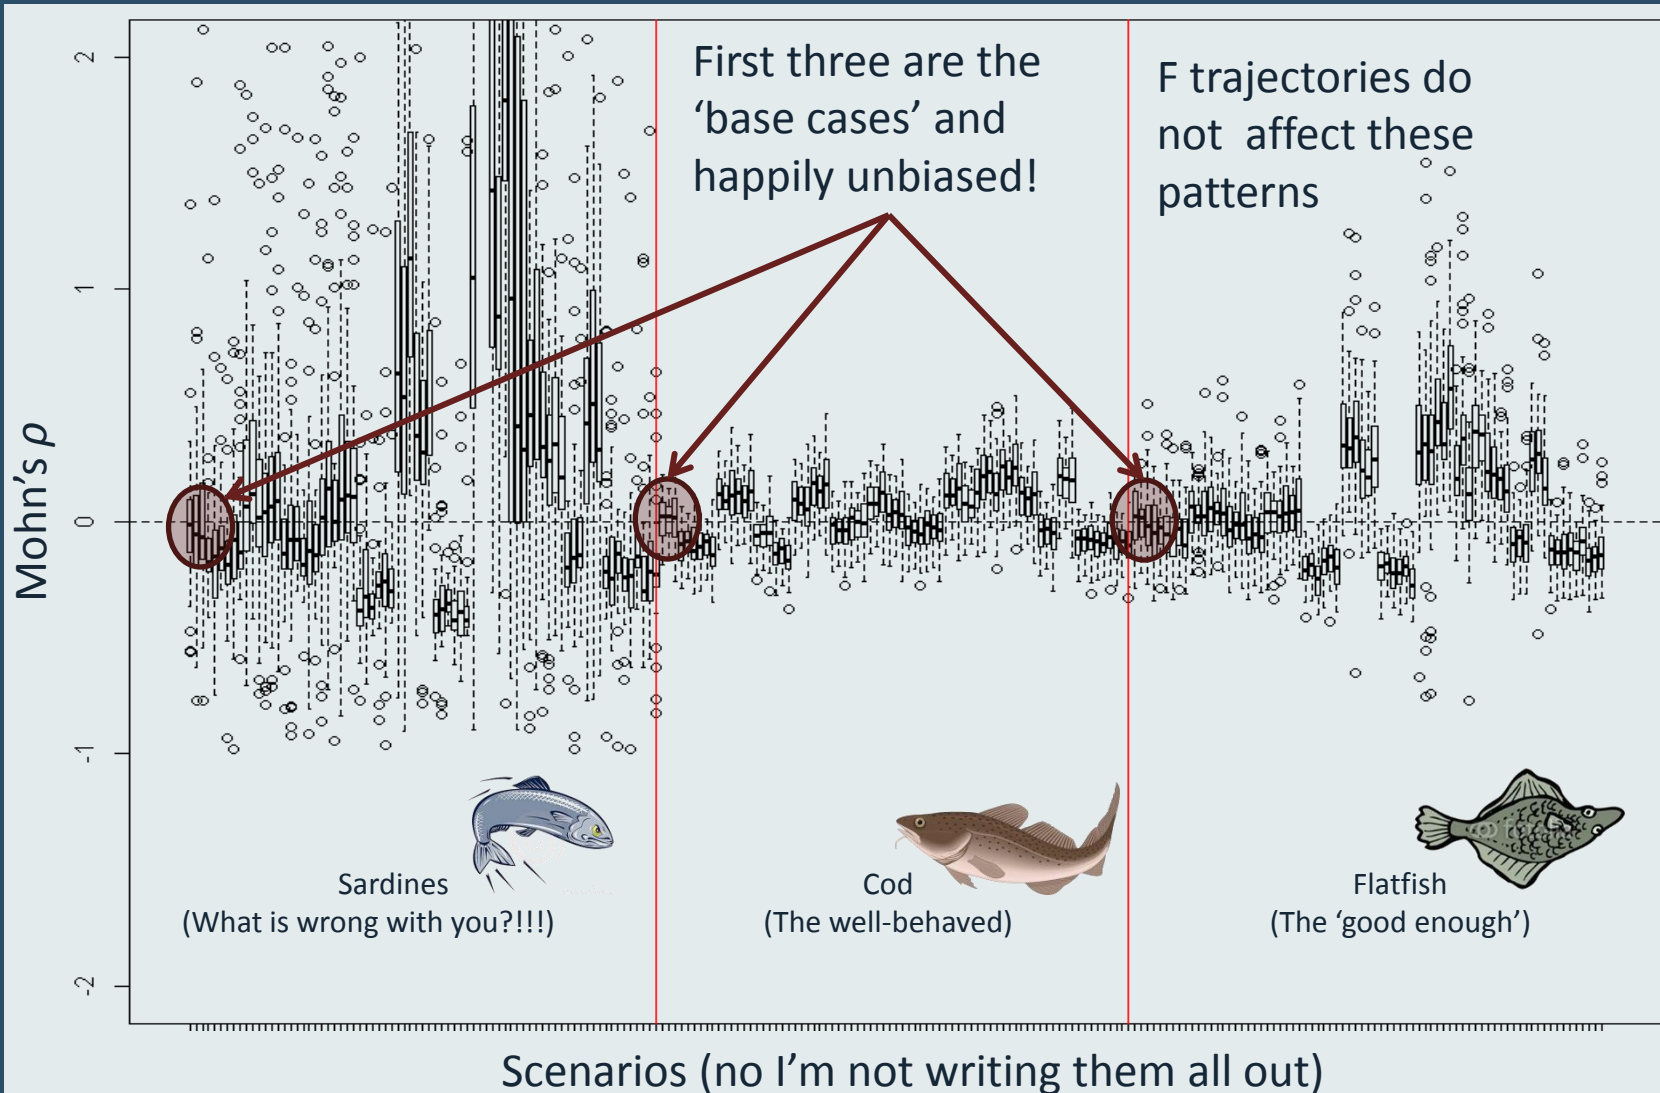 First three are the
'base cases' and
happily unbiased!
F trajectories do
not affect these
patterns
Mohn's ρ
2
1
0
-1
-2
Sardines
(What is wrong with you?!!!)
Cod
(The well-behaved)
Flatfish
(The 'good enough')
Scenarios (no I'm not writing them all out)